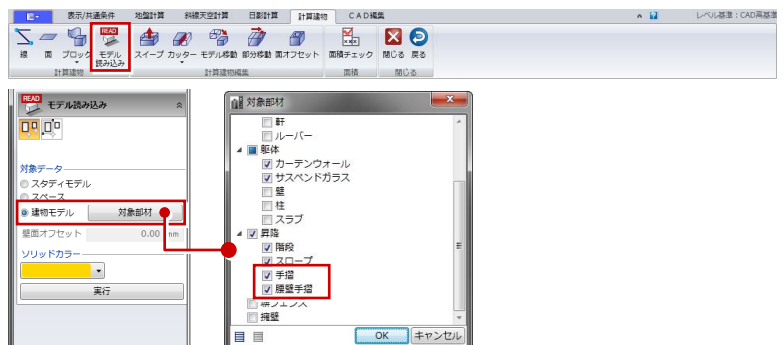 表示/共通条件 地盤計算 斜線天空計算 日影計算 計算建物 ＣＡＤ編集 レベル基準：CAD高基準
線 面 ブロック モデル読み込み スイープ カッター モデル移動 部分移動 面オフセット 面積チェック 閉じる 戻る
計算建物 計算建物編集 面積 閉じる
READ モデル読み込み
対象データ
スタディモデル
スペース
建物モデル 対象部材
壁面オフセット 0.00 mm
ソリッドカラー
実行
対象部材
軒
ルーバー
躯体
カーテンウォール
サスペンドガラス
壁
柱
スラブ
昇降
階段
スロープ
手摺
腰壁手摺
擁壁
OK キャンセル